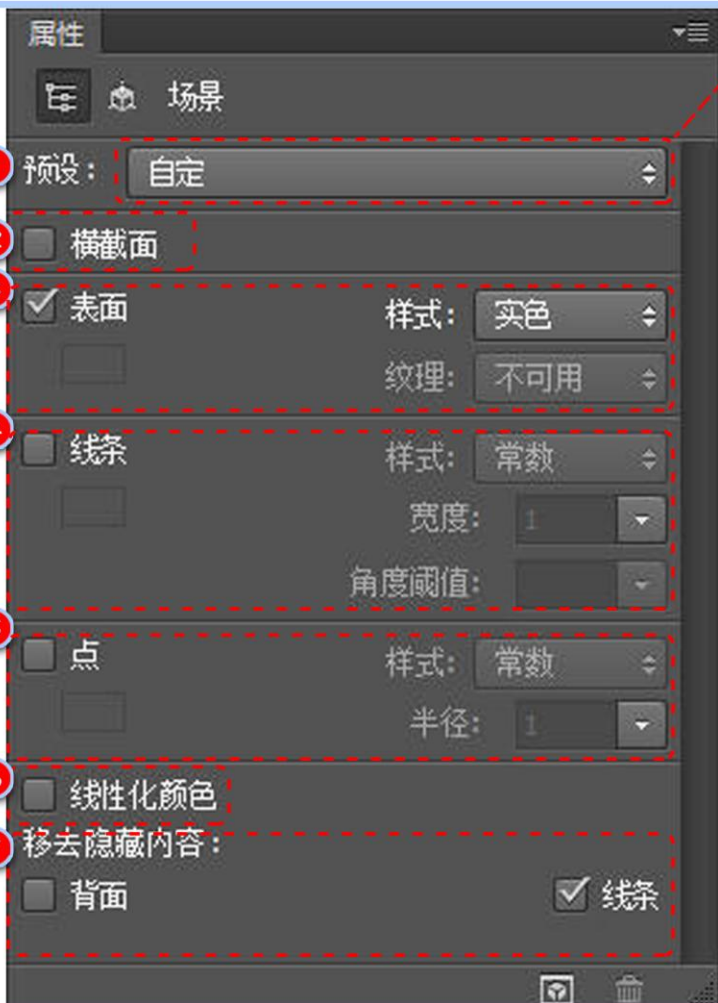 属性
场景
预设： 自定
横截面
表面 样式： 实色
纹理： 不可用
线条 样式： 常数
宽度： 1
角度阈值：
点 样式： 常数
半径： 1
线性化颜色
移去隐藏内容：
背面 线条